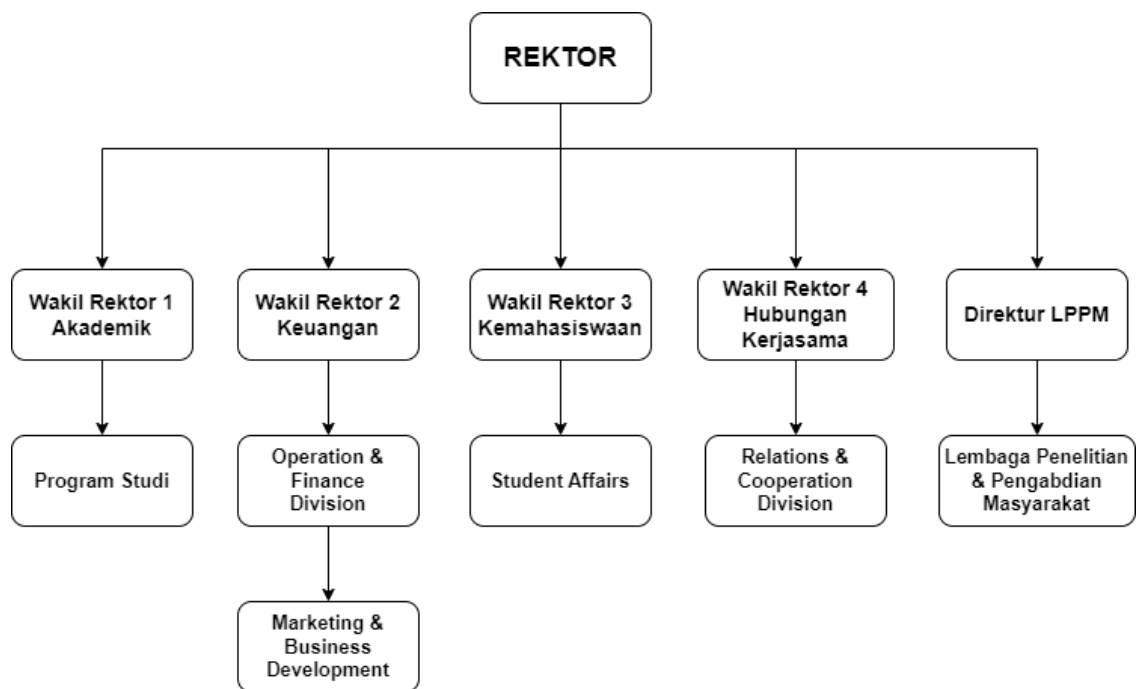 REKTOR
Wakil Rektor 1
Akademik
Wakil Rektor 2
Keuangan
Wakil Rektor 3
Kemahasiswaan
Wakil Rektor 4
Hubungan
Kerjasama
Direktur LPPM
Program Studi
Operation &
Finance
Division
Student Affairs
Relations &
Cooperation
Division
Lembaga Penelitian
& Pengabdian
Masyarakat
Marketing &
Business
Development